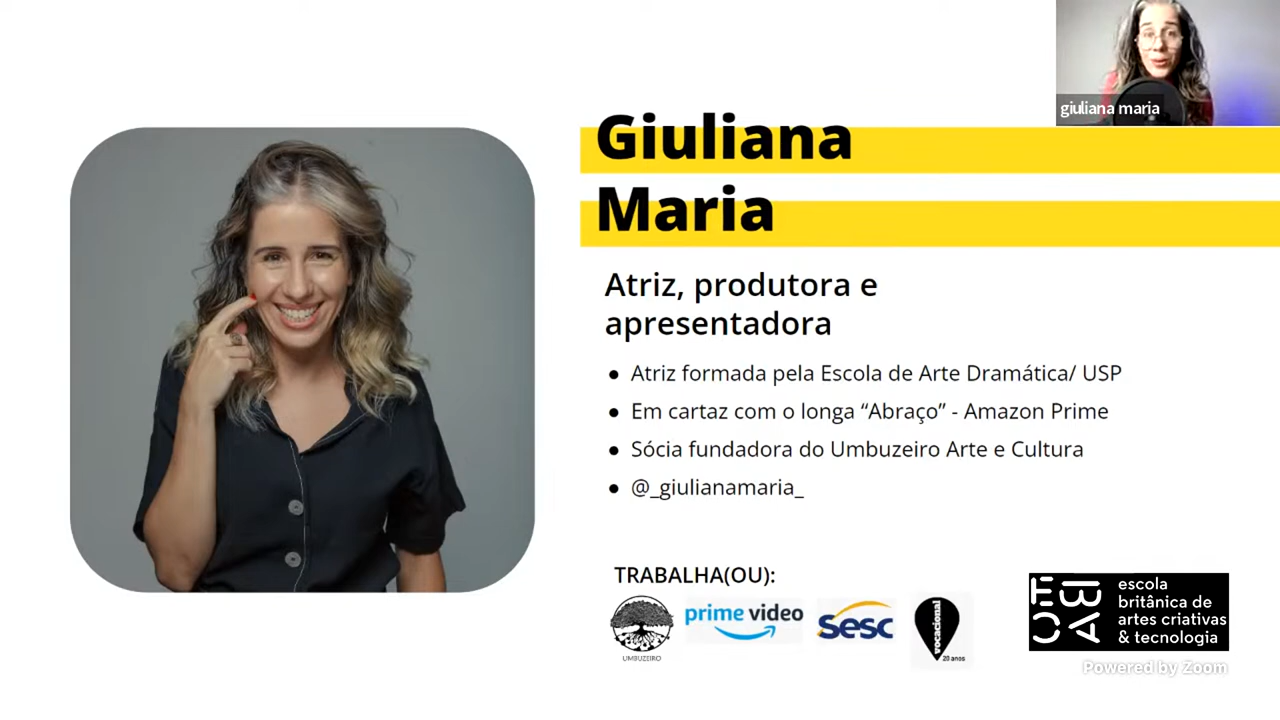 giuliana maria
Giuliana
Maria
Atriz, produtora e
apresentadora
● Atriz formada pela Escola de Arte Dramática/ USP
● Em cartaz com o longa “Abraço” - Amazon Prime
● Sócia fundadora do Umbuzeiro Arte e Cultura
● @_giulianamaria_
TRABALHA(OU):
UMBUZEIRO
prime video
Sesc
vocacional
20 anos
EBAC
escola
britânica de
artes criativas
& tecnologia
Powered by Zoom